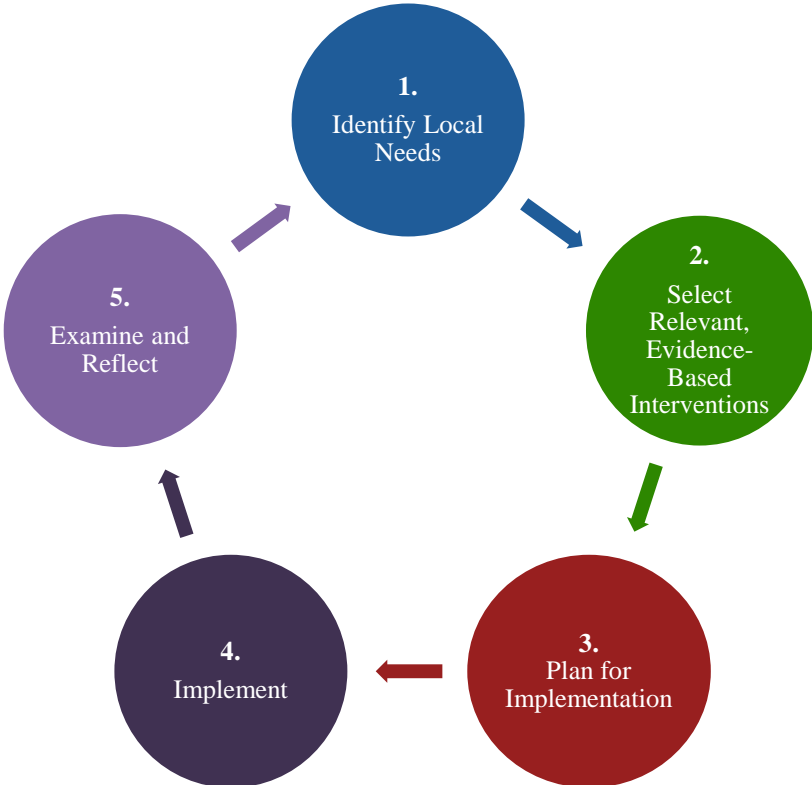 1.
Identify Local
Needs
2.
Select
Relevant,
Evidence-
Based
Interventions
3.
Plan for
Implementation
4.
Implement
5.
Examine and
Reflect